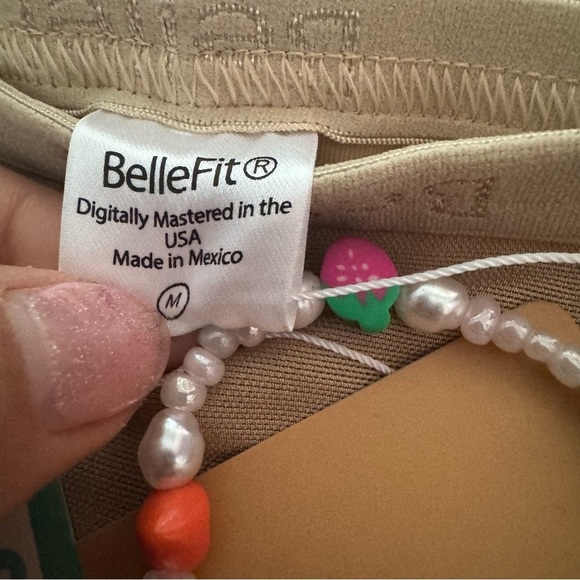 BelleFit®
Digitally Mastered in the
USA
Made in Mexico
M